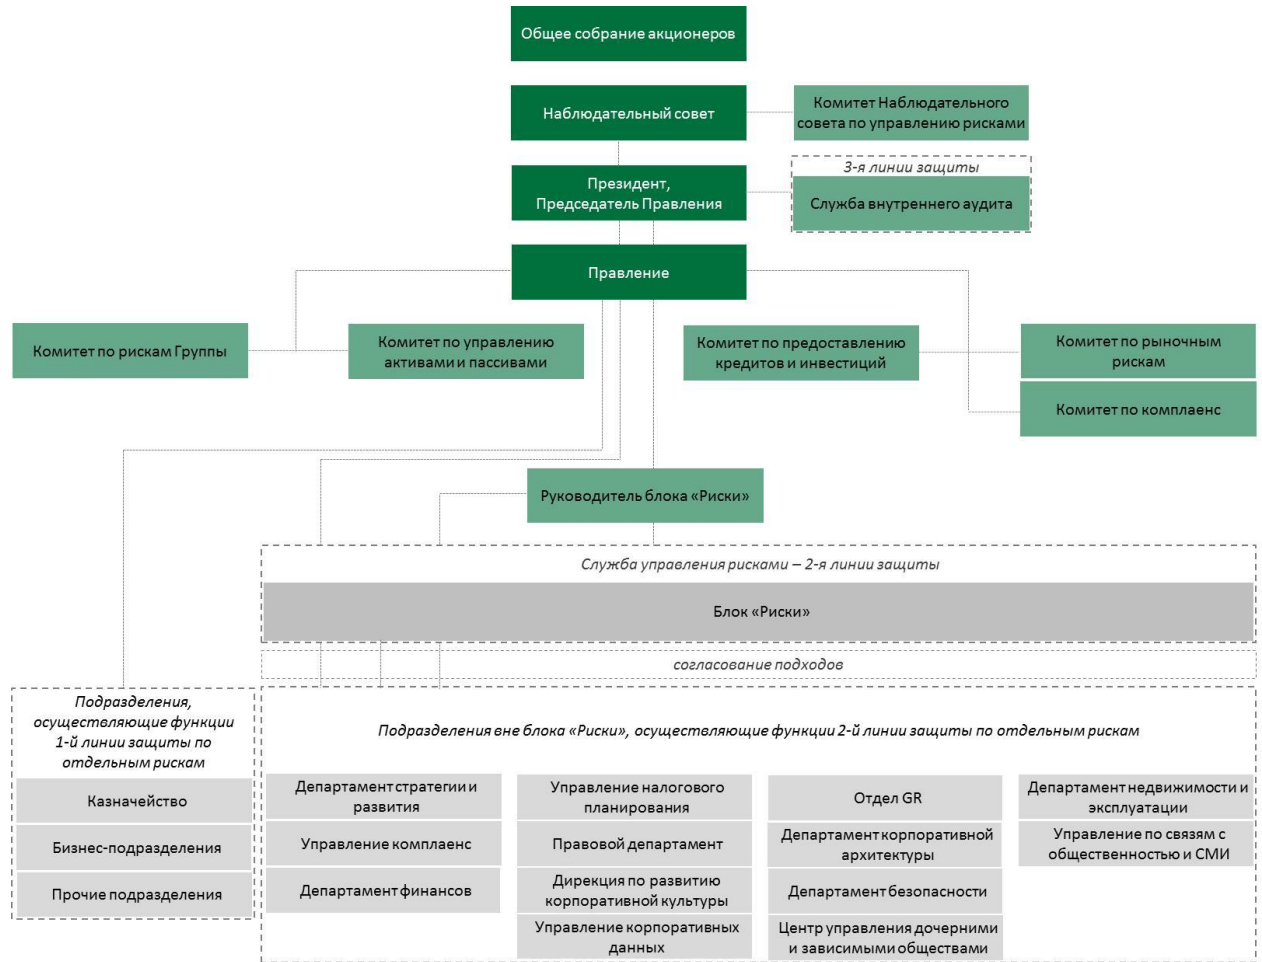 Общее собрание акционеров
Наблюдательный совет
Комитет Наблюдательного
совета по управлению рисками
Президент,
Председатель Правления
3-я линии защиты
Служба внутреннего аудита
Правление
Комитет по рискам Группы
Комитет по управлению
активами и пассивами
Комитет по предоставлению
кредитов и инвестиций
Комитет по рыночным
рискам
Комитет по комплаенс
Руководитель блока «Риски»
Служба управления рисками – 2-я линии защиты
Блок «Риски»
согласование подходов
Подразделения,
осуществляющие функции
1-й линии защиты по
отдельным рискам
Казначейство
Бизнес-подразделения
Прочие подразделения
Подразделения вне блока «Риски», осуществляющие функции 2-й линии защиты по отдельным рискам
Департамент стратегии и
развития
Управление комплаенс
Департамент финансов
Управление налогового
планирования
Правовой департамент
Дирекция по развитию
корпоративной культуры
Управление корпоративных
данных
Отдел GR
Департамент корпоративной
архитектуры
Департамент безопасности
Центр управления дочерними
и зависимыми обществами
Департамент недвижимости и
эксплуатации
Управление по связям с
общественностью и СМИ